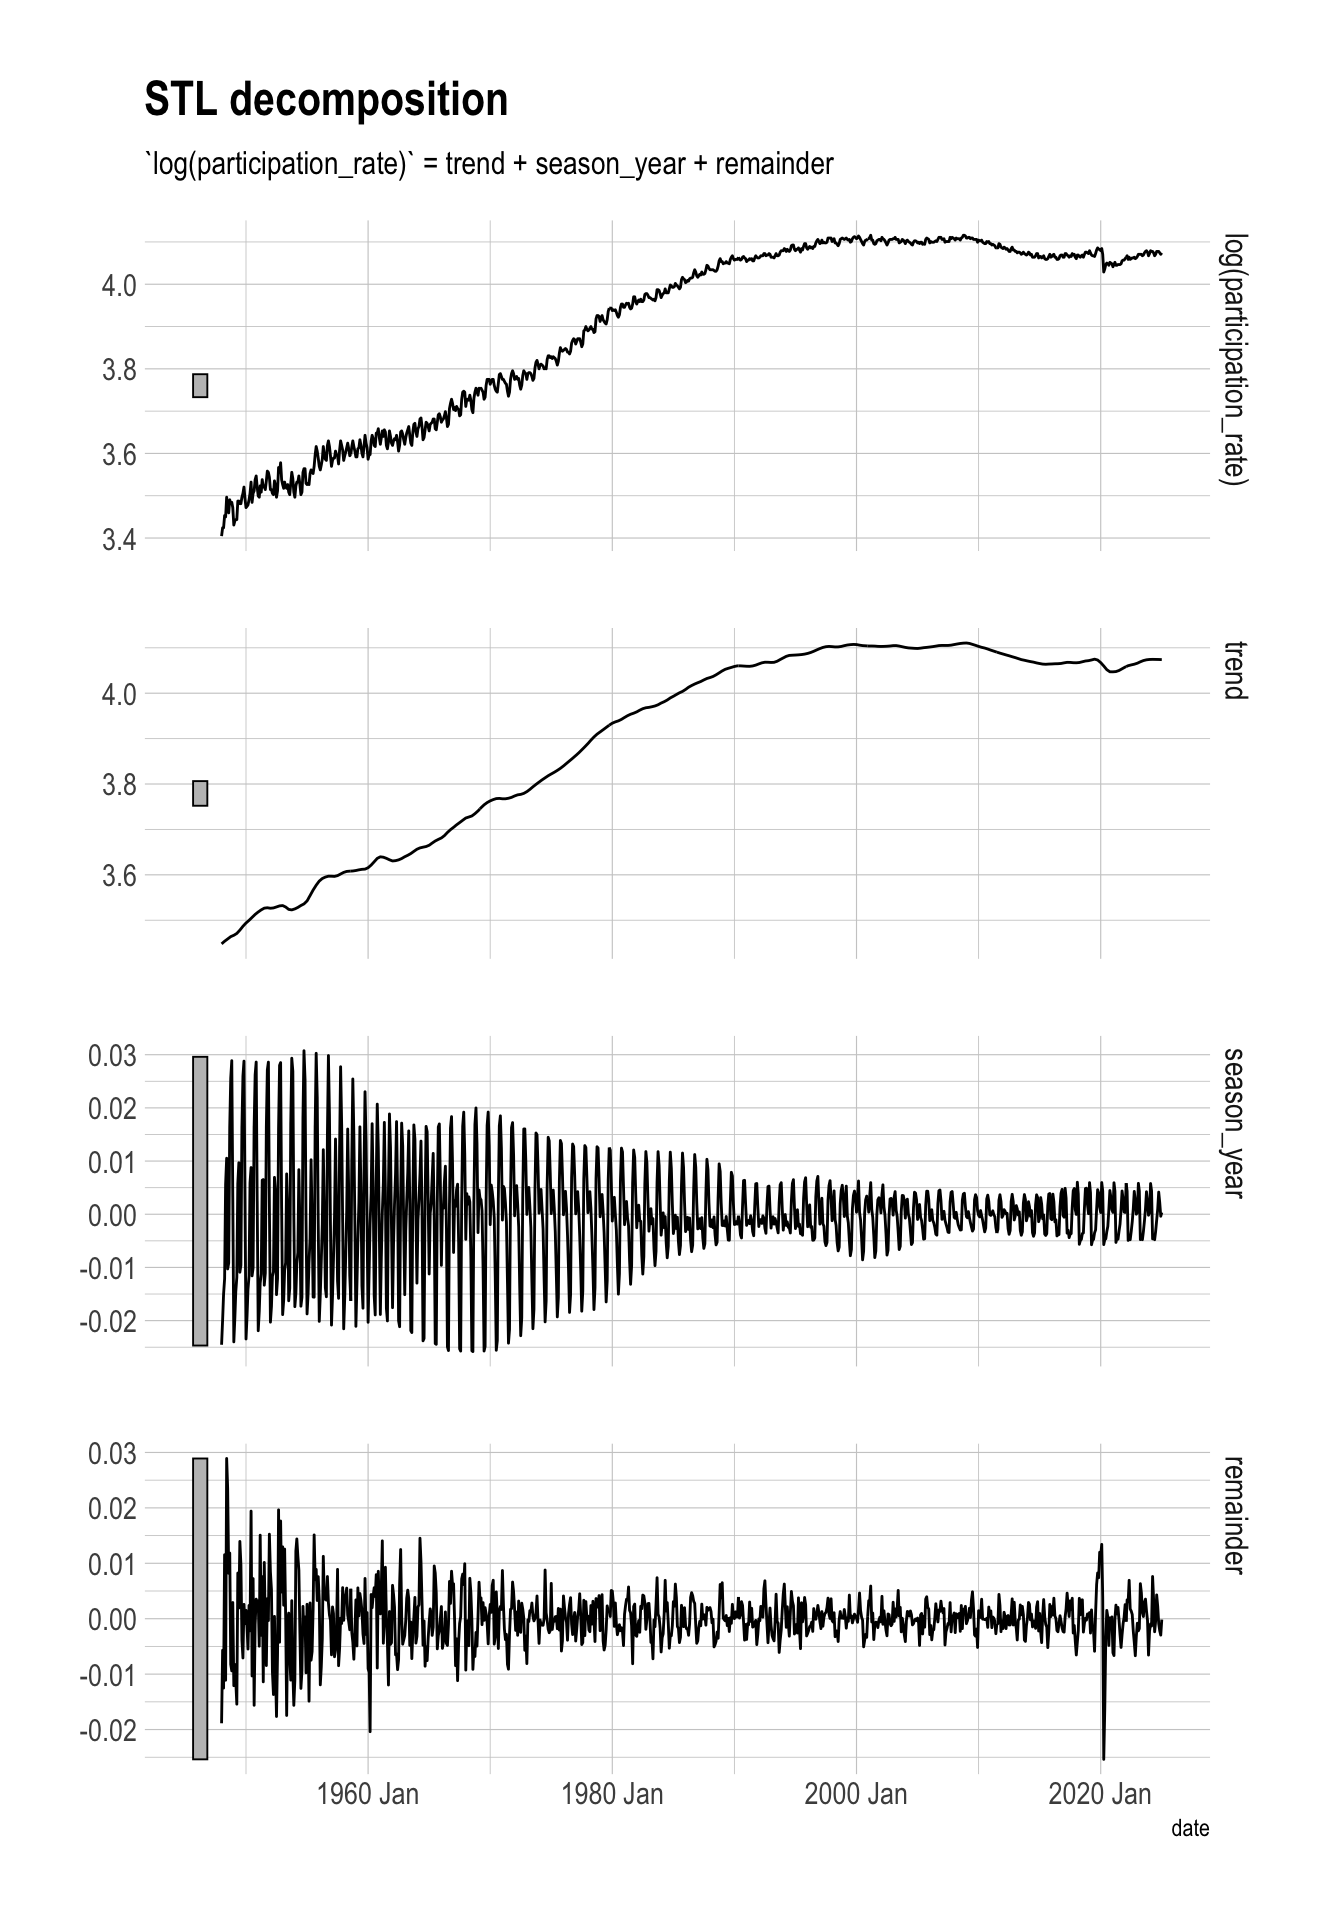 STL decomposition
`log(participation_rate)` = trend + season_year + remainder
4.0
3.8
3.6
3.4
log(participation_rate)
4.0
3.8
3.6
trend
0.03
0.02
0.01
0.00
-0.01
-0.02
season_year
0.03
0.02
0.01
0.00
-0.01
-0.02
remainder
1960 Jan
1980 Jan
2000 Jan
2020 Jan
date